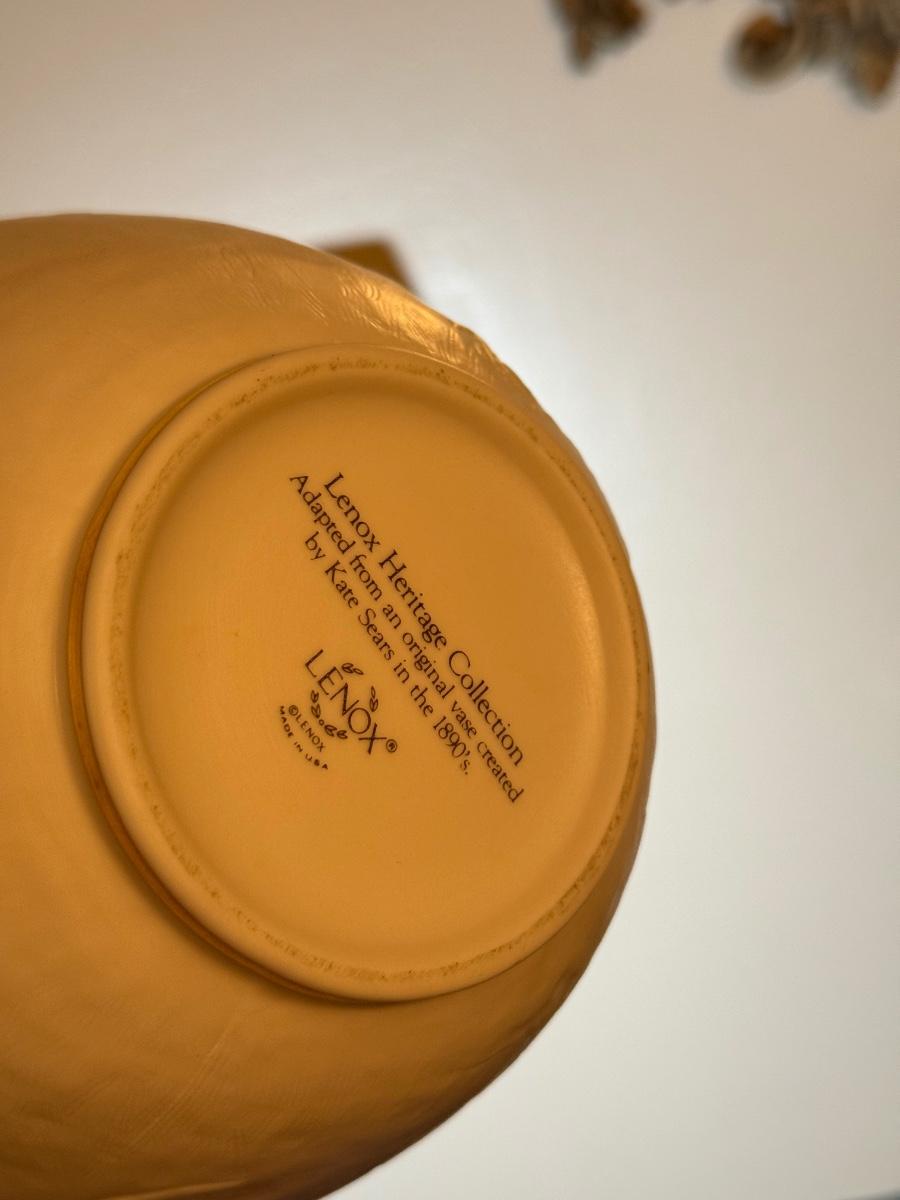 Lenox Heritage Collection
Adapted from an original vase created
by Kate Sears in the 1890's.
LENOX®
©LENOX
MADE IN USA